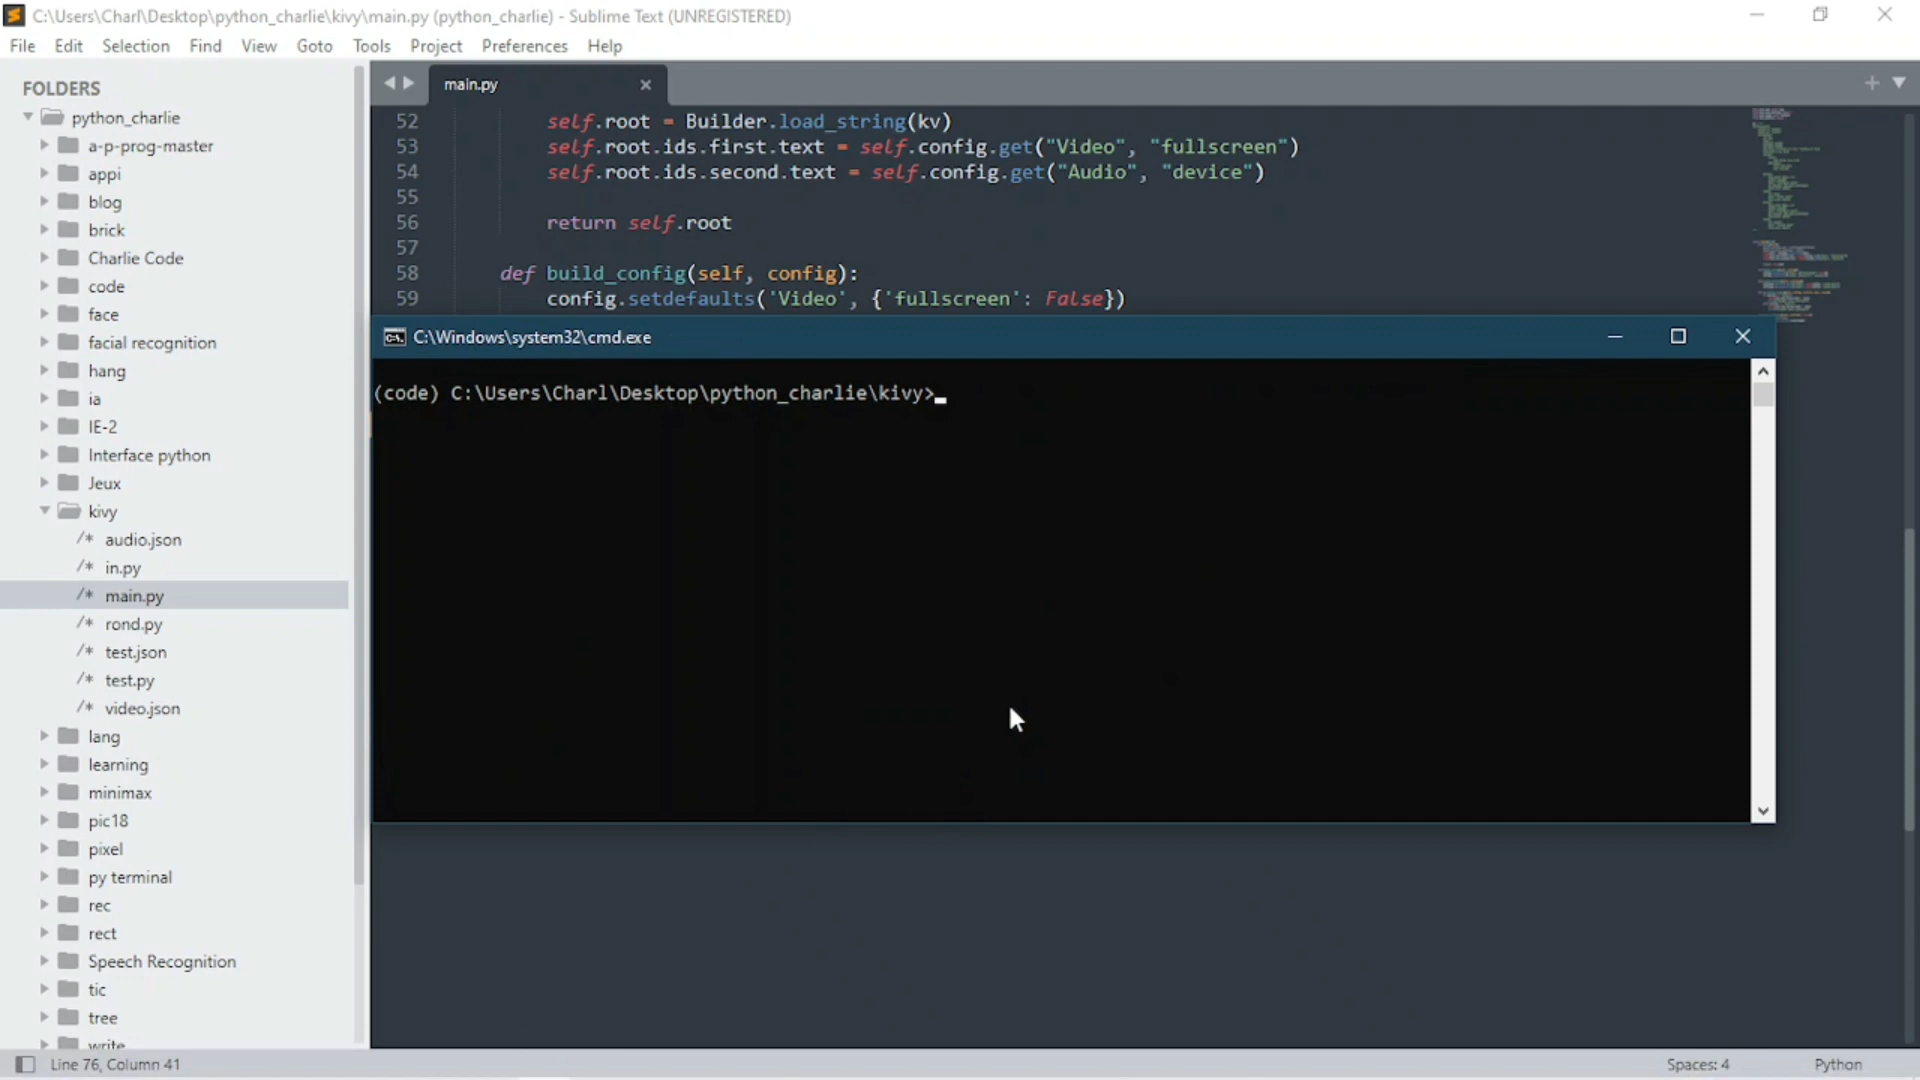 C:\Users\Charl\Desktop\python_charlie\kivy\main.py (python_charlie) - Sublime Text (UNREGISTERED)
File Edit Selection Find View Goto Tools Project Preferences Help
FOLDERS
python_charlie
a-p-prog-master
appi
blog
brick
Charlie Code
code
face
facial recognition
hang
ia
IE-2
Interface python
Jeux
kivy
/* audio.json
/* in.py
/* main.py
/* rond.py
/* test.json
/* test.py
/* video.json
lang
learning
minimax
pic18
pixel
py terminal
rec
rect
Speech Recognition
tic
tree
write
main.py
52 self.root = Builder.load_string(kv)
53 self.root.ids.first.text = self.config.get("Video", "fullscreen")
54 self.root.ids.second.text = self.config.get("Audio", "device")
55
56 return self.root
57
58 def build_config(self, config):
59 config.setdefaults('Video', {'fullscreen': False})
C:\Windows\system32\cmd.exe
(code) C:\Users\Charl\Desktop\python_charlie\kivy>_
Line 76, Column 41
Spaces: 4
Python